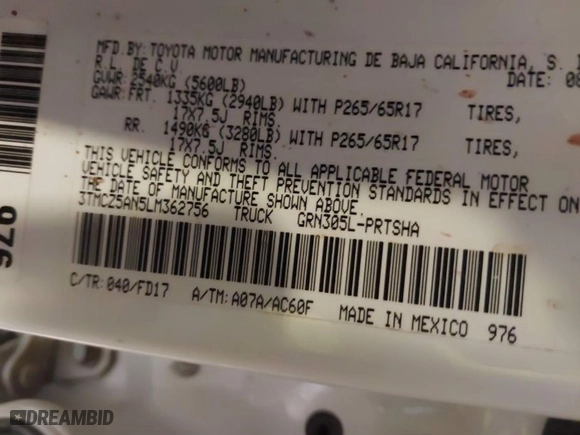 MFD.BY: TOYOTA MOTOR MANUFACTURING DE BAJA CALIFORNIA, S.
R.L. DE C.V. DATE: 08
GVWR: 2540KG (5600LB)
GAWR: FRT. 1335KG (2940LB) WITH P265/65R17 TIRES,
17X7.5J RIMS.
RR. 1490KG (3280LB) WITH P265/65R17 TIRES,
17X7.5J RIMS.
THIS VEHICLE CONFORMS TO ALL APPLICABLE FEDERAL MOTOR
VEHICLE SAFETY AND THEFT PREVENTION STANDARDS IN EFFECT ON
THE DATE OF MANUFACTURE SHOWN ABOVE.
3TMCZ5AN5LM362756 TRUCK GRN305L-PRTSHA
C/TR: 040/FD17 A/TM: A07A/AC60F MADE IN MEXICO 976
976
DREAMBID